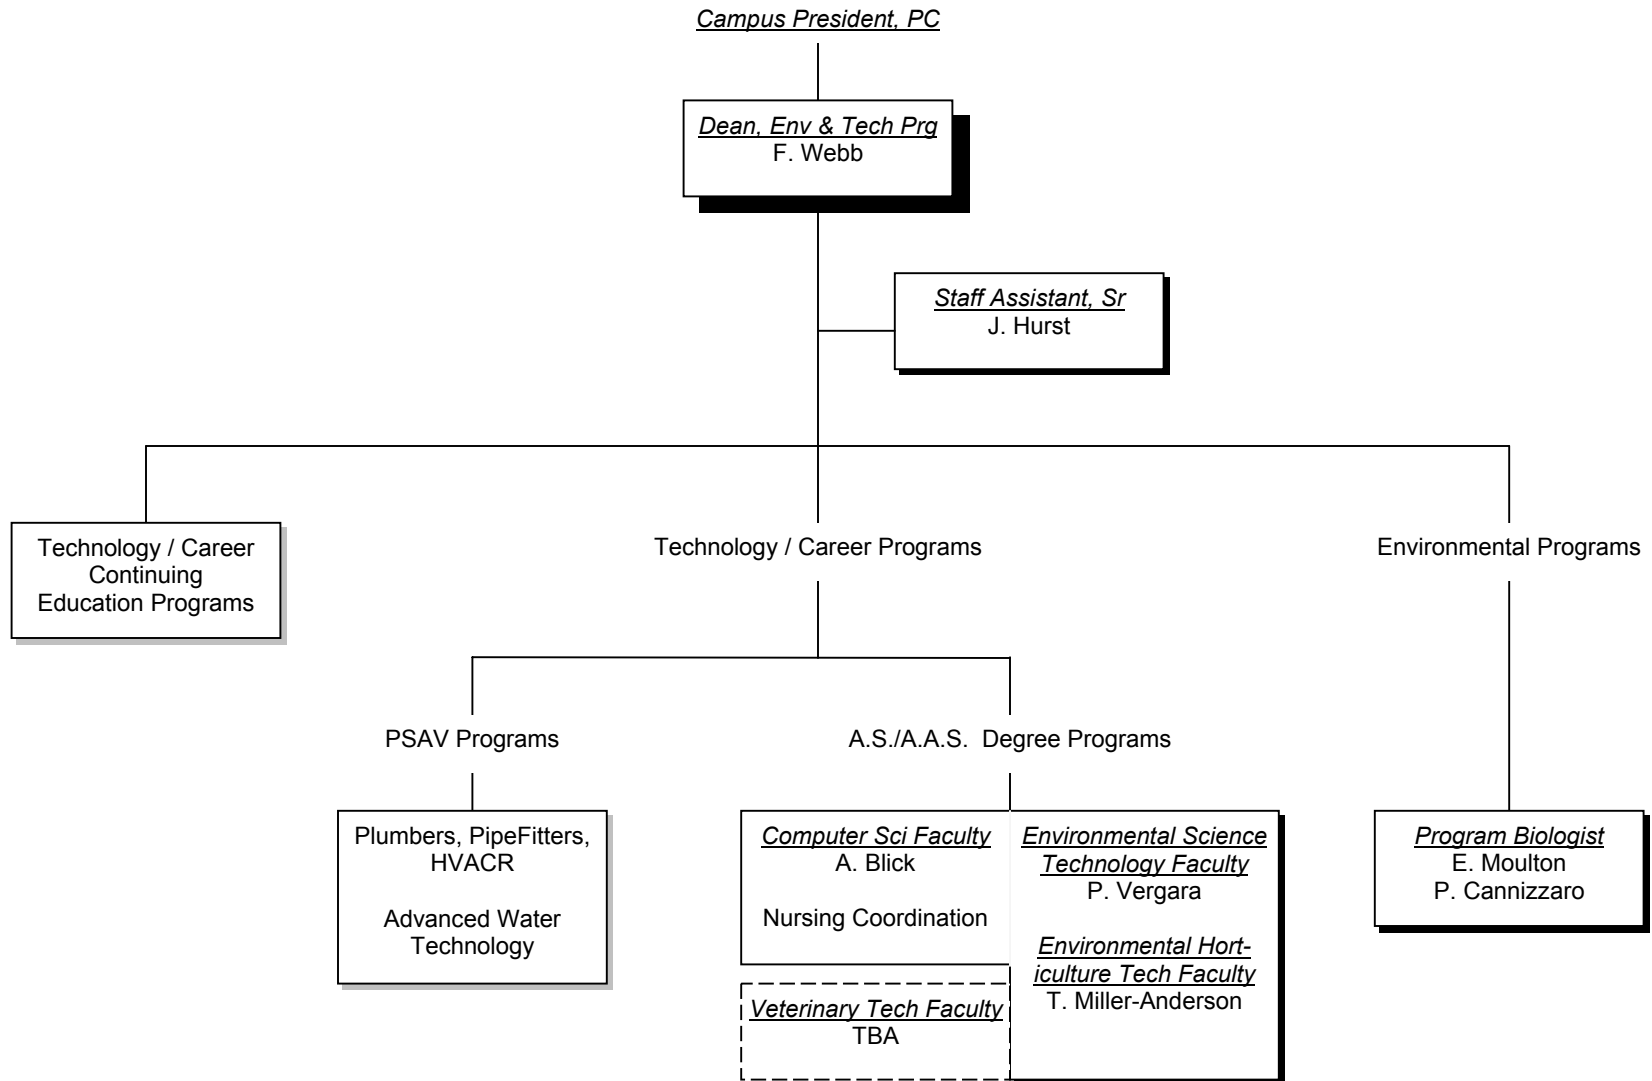 Campus President, PC
Dean, Env & Tech Prg
F. Webb
Staff Assistant, Sr
J. Hurst
Technology / Career
Continuing
Education Programs
Technology / Career Programs
Environmental Programs
PSAV Programs
A.S./A.A.S.  Degree Programs
Plumbers, PipeFitters,
HVACR
Advanced Water
Technology
Computer Sci Faculty
A. Blick
Nursing Coordination
Veterinary Tech Faculty
TBA
Environmental Science
Technology Faculty
P. Vergara
Environmental Hort-
iculture Tech Faculty
T. Miller-Anderson
Program Biologist
E. Moulton
P. Cannizzaro